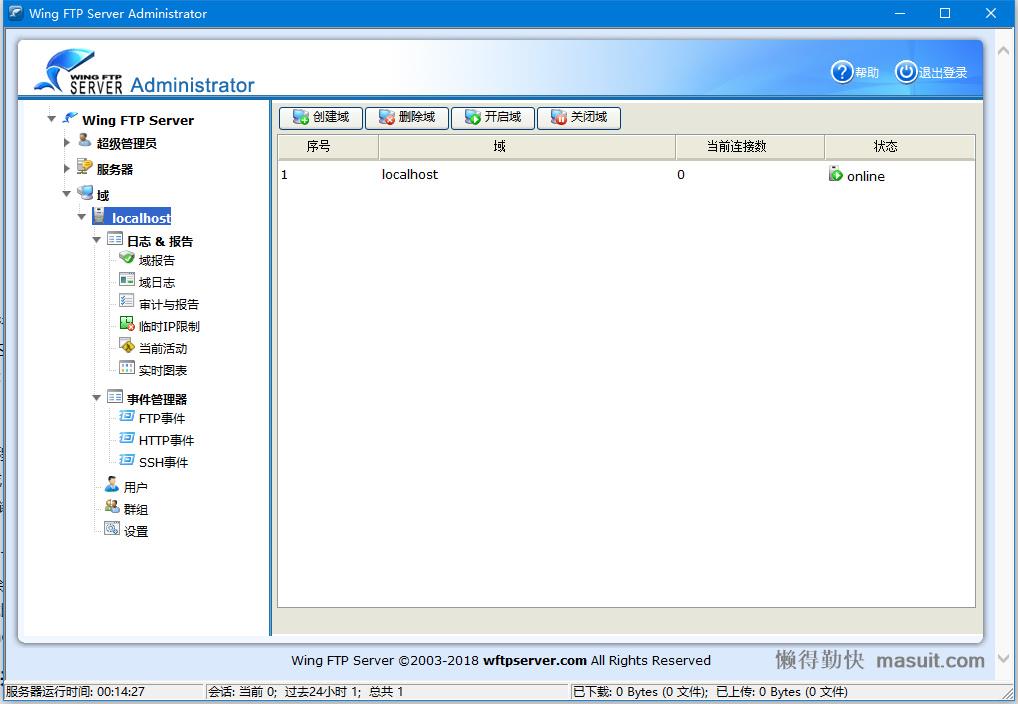 Wing FTP Server Administrator
WING FTP
SERVER Administrator
帮助 退出登录
Wing FTP Server
超级管理员
服务器
域
localhost
日志 & 报告
域报告
域日志
审计与报告
临时IP限制
当前活动
实时图表
事件管理器
FTP事件
HTTP事件
SSH事件
用户
群组
设置
创建域 删除域 开启域 关闭域
序号 域 当前连接数 状态
1 localhost 0 online
Wing FTP Server ©2003-2018 wftpserver.com All Rights Reserved
懒得勤快 masuit.com
服务器运行时间: 00:14:27 会话: 当前 0; 过去24小时 1; 总共 1 已下载: 0 Bytes (0 文件); 已上传: 0 Bytes (0 文件)